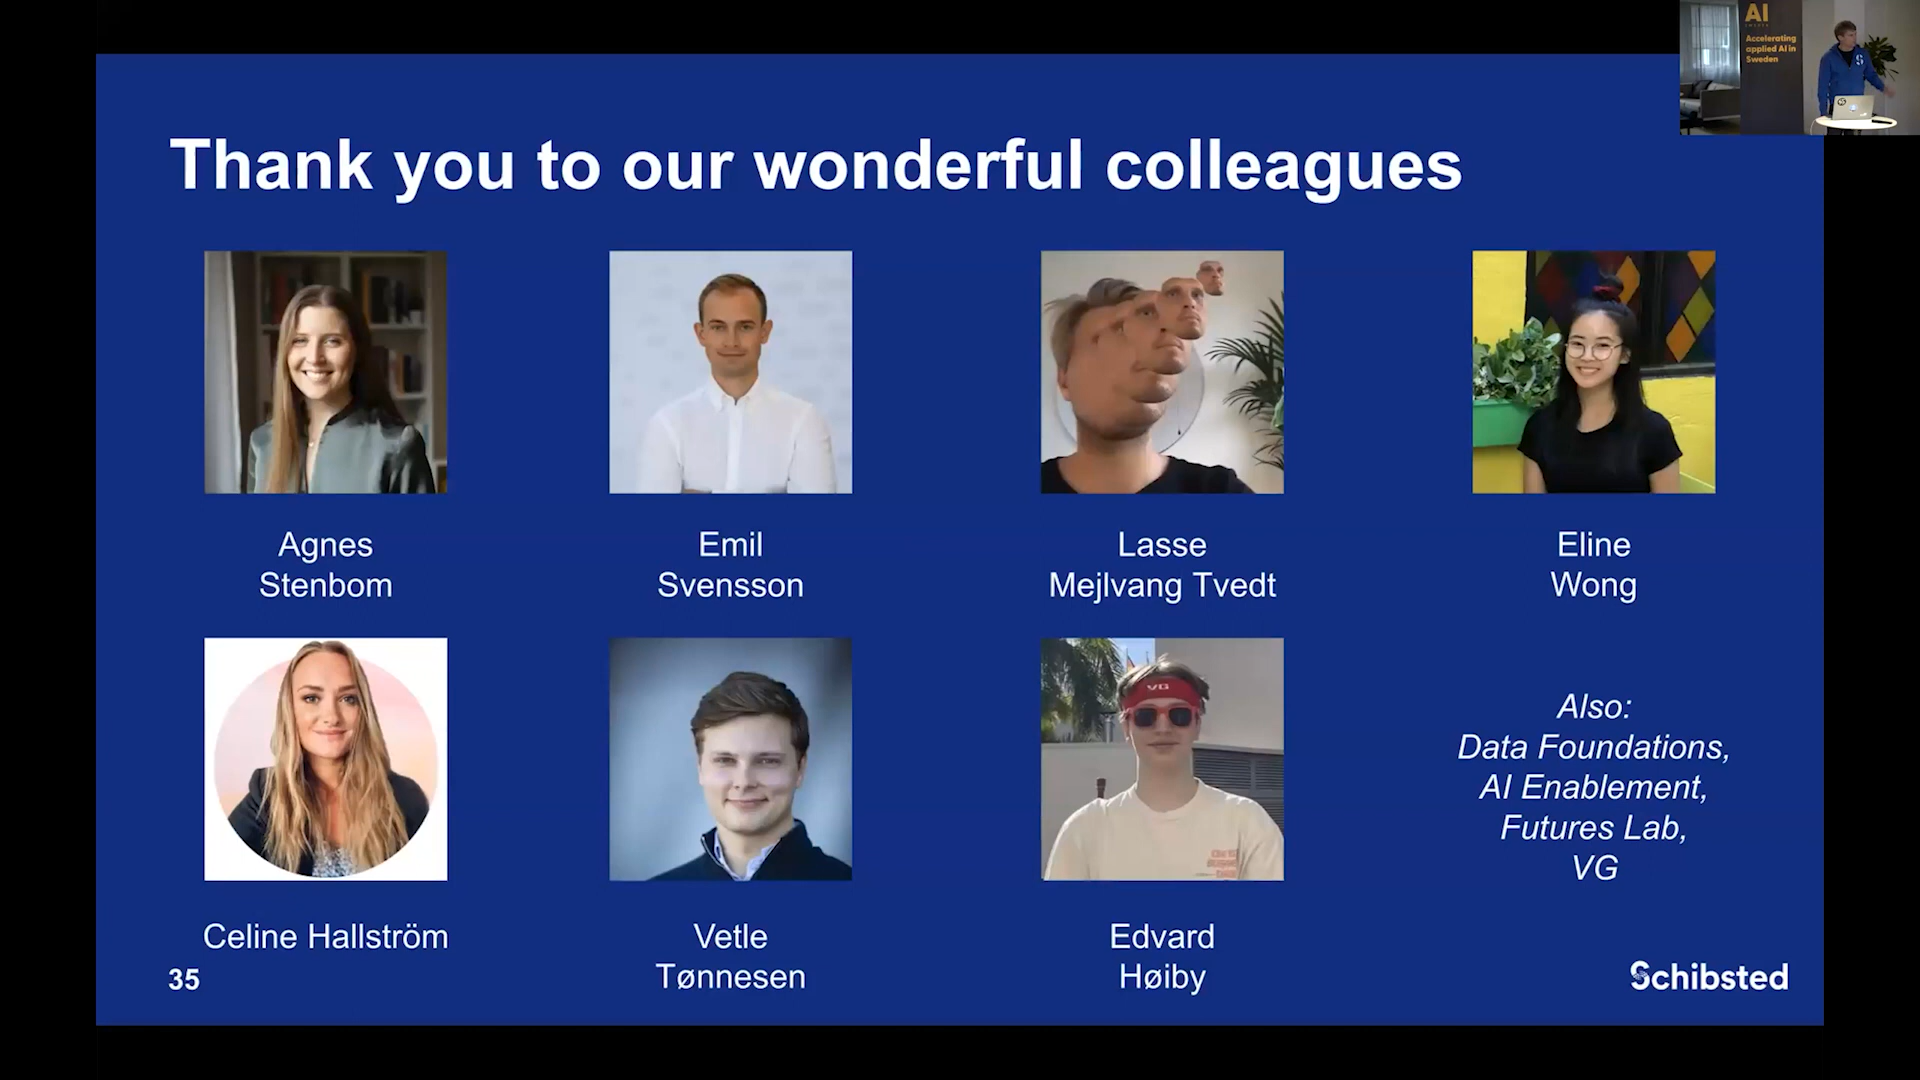 AI
Accelerating
applied AI in
Sweden
Thank you to our wonderful colleagues
Agnes
Stenbom
Emil
Svensson
Lasse
Mejlvang Tvedt
Eline
Wong
VG
Celine Hallström
Vetle
Tønnesen
Edvard
Høiby
Also:
Data Foundations,
AI Enablement,
Futures Lab,
VG
35
Schibsted